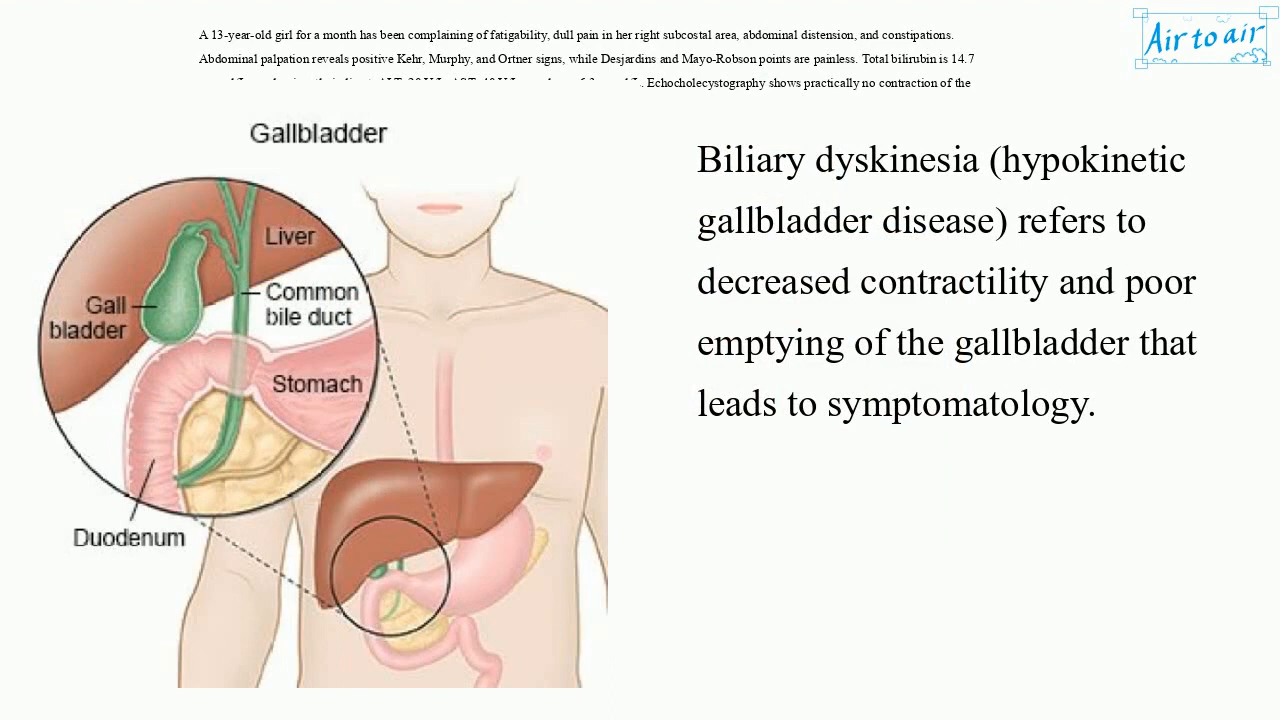 A 13-year-old girl for a month has been complaining of fatigability, dull pain in her right subcostal area, abdominal distension, and constipations.
Abdominal palpation reveals positive Kehr, Murphy, and Ortner signs, while Desjardins and Mayo-Robson points are painless. Total bilirubin is 14.7
. Echocholecystography shows practically no contraction of the
Air to air
Gallbladder
Liver
Gall
bladder
Common
bile duct
Stomach
Duodenum
Biliary dyskinesia (hypokinetic
gallbladder disease) refers to
decreased contractility and poor
emptying of the gallbladder that
leads to symptomatology.